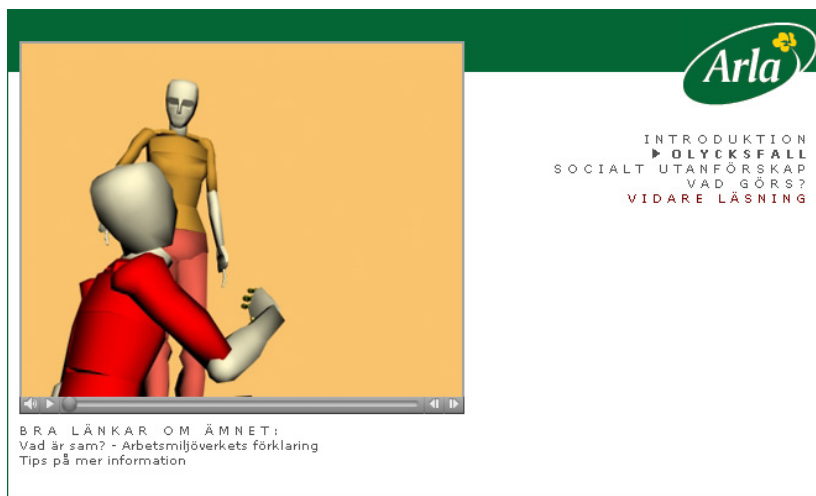 Arla
INTRODUKTION
OLYCKSFALL
SOCIALT UTANFÖRSKAP
VAD GÖRS?
VIDARE LÄSNING
BRA LÄNKAR OM ÄMNET:
Vad är sam? - Arbetsmiljöverkets förklaring
Tips på mer information